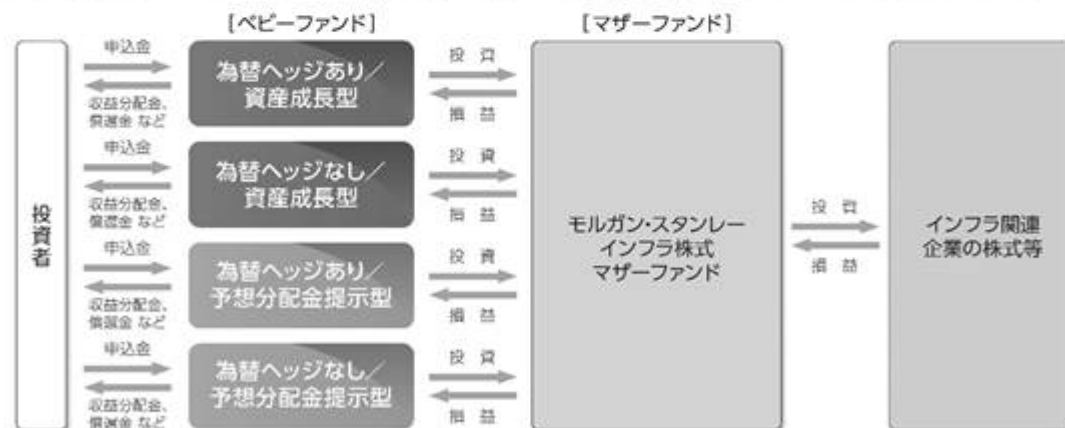 [ベビーファンド]
[マザーファンド]
投資者
申込金
収益分配金、
償還金 など
為替ヘッジあり／
資産成長型
投 資
損 益
申込金
収益分配金、
償還金 など
為替ヘッジなし／
資産成長型
投 資
損 益
申込金
収益分配金、
償還金 など
為替ヘッジあり／
予想分配金提示型
投 資
損 益
申込金
収益分配金、
償還金 など
為替ヘッジなし／
予想分配金提示型
投 資
損 益
モルガン・スタンレー
インフラ株式
マザーファンド
投 資
損 益
インフラ関連
企業の株式等